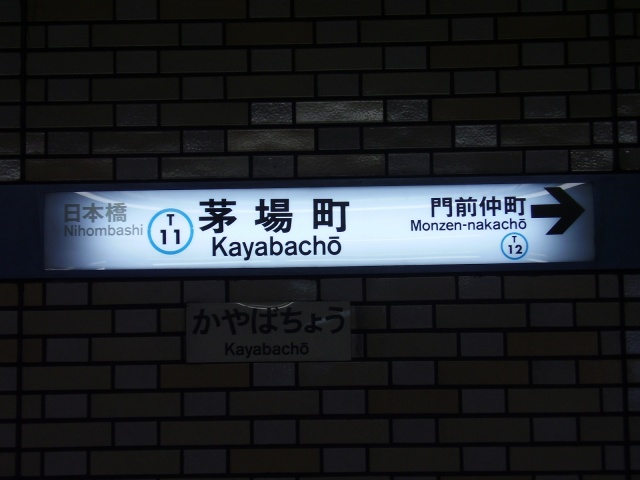 日本橋
Nihombashi
T
11
茅場町
Kayabachō
門前仲町
Monzen-nakachō
T
12
かやばちょう
Kayabachō